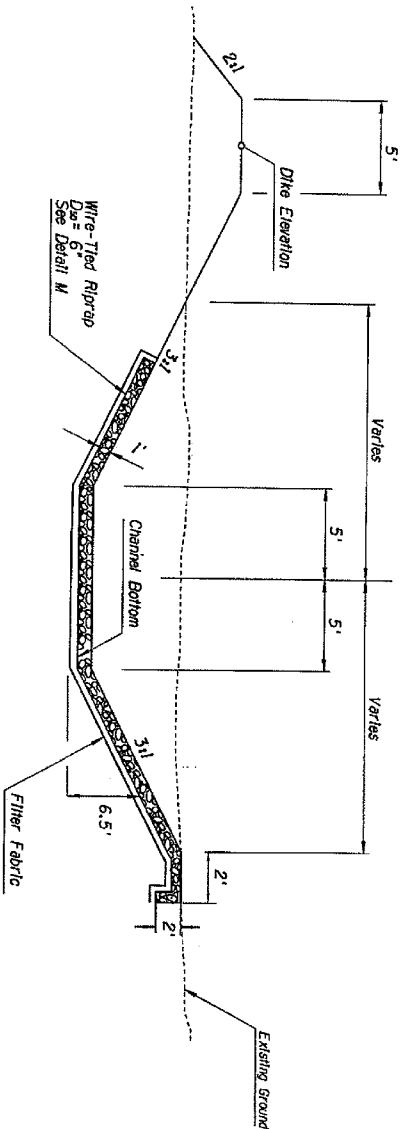 2:1
5'
Dike Elevation
Varies
Varies
5'
5'
3:1
1'
Channel Bottom
3:1
6.5'
2'
2'
Wire-Tied Riprap
D50= 6"
See Detail M
Filter Fabric
Existing Ground